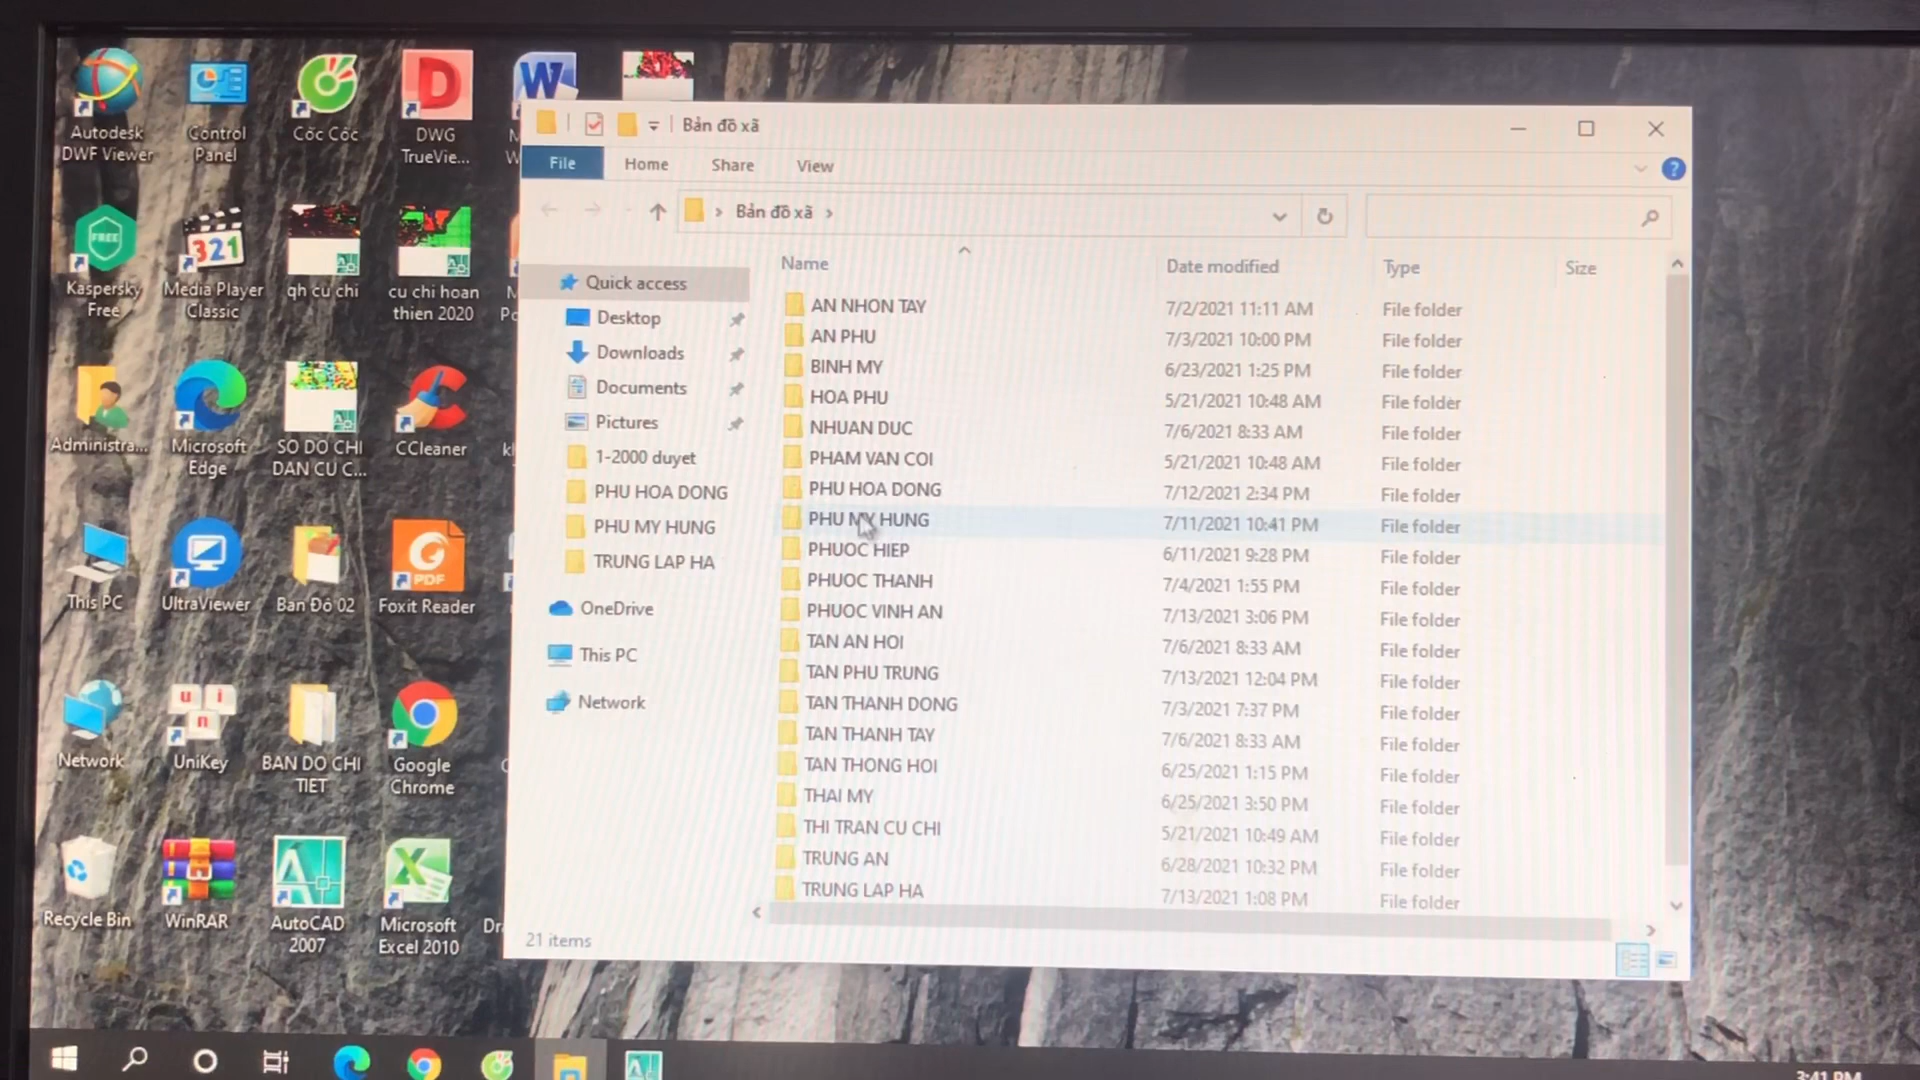 Autodesk
DWF Viewer
Control
Panel
Cốc Cốc
DWG
TrueVie...
W
Kaspersky
Free
FREE
321
Media Player
Classic
qh cu chi
cu chi hoan
thien 2020
Administra...
Microsoft
Edge
SO DO CHI
DAN CU C...
CCleaner
This PC
UltraViewer
Ban Đô 02
PDF
Foxit Reader
Network
u i
n
UniKey
BAN DO CHI
TIET
Google
Chrome
Recycle Bin
WinRAR
AutoCAD
2007
Microsoft
Excel 2010
Bản đồ xã
File Home Share View
Bản đồ xã
Name Date modified Type Size
Quick access
Desktop
Downloads
Documents
Pictures
1-2000 duyet
PHU HOA DONG
PHU MY HUNG
TRUNG LAP HA
OneDrive
This PC
Network
AN NHON TAY 7/2/2021 11:11 AM File folder
AN PHU 7/3/2021 10:00 PM File folder
BINH MY 6/23/2021 1:25 PM File folder
HOA PHU 5/21/2021 10:48 AM File folder
NHUAN DUC 7/6/2021 8:33 AM File folder
PHAM VAN COI 5/21/2021 10:48 AM File folder
PHU HOA DONG 7/12/2021 2:34 PM File folder
PHU MY HUNG 7/11/2021 10:41 PM File folder
PHUOC HIEP 6/11/2021 9:28 PM File folder
PHUOC THANH 7/4/2021 1:55 PM File folder
PHUOC VINH AN 7/13/2021 3:06 PM File folder
TAN AN HOI 7/6/2021 8:33 AM File folder
TAN PHU TRUNG 7/13/2021 12:04 PM File folder
TAN THANH DONG 7/3/2021 7:37 PM File folder
TAN THANH TAY 7/6/2021 8:33 AM File folder
TAN THONG HOI 6/25/2021 1:15 PM File folder
THAI MY 6/25/2021 3:50 PM File folder
THI TRAN CU CHI 5/21/2021 10:49 AM File folder
TRUNG AN 6/28/2021 10:32 PM File folder
TRUNG LAP HA 7/13/2021 1:08 PM File folder
21 items
3:41 PM